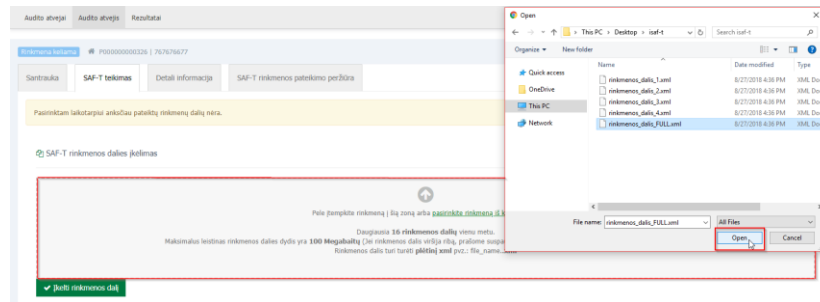 Audito atvejai Audito atvejis Rezultatai
Rinkmena keliama # P000000000326 | 767676677
Santrauka SAF-T teikimas Detali informacija SAF-T rinkmenos pateikimo peržiūra
Pasirinktam laikotarpiui anksčiau pateiktų rinkmenų dalių nėra.
SAF-T rinkmenos dalies įkėlimas
Pele įtempkite rinkmeną į šią zoną arba pasirinkite rinkmeną iš
Daugiausia 16 rinkmenos dalių vienu metu.
Maksimalus leistinas rinkmenos dalies dydis yra 100 Megabaitų (Jei rinkmenos dalis viršija ribą, prašome
Rinkmenos dalis turi turėti plėtinį xml pvz.: file_name.xml
Įkelti rinkmenos dalį
Open
This PC > Desktop > isaf-t
Search isaf-t
Organize New folder
Name Date modified Type
Quick access
OneDrive
This PC
Network
rinkmenos_dalis_1.xml 8/27/2018 4:36 PM XML Do
rinkmenos_dalis_2.xml 8/27/2018 4:36 PM XML Do
rinkmenos_dalis_3.xml 8/27/2018 4:36 PM XML Do
rinkmenos_dalis_4.xml 8/27/2018 4:36 PM XML Do
rinkmenos_dalis_FULL.xml 8/27/2018 4:36 PM XML Do
File name: rinkmenos_dalis_FULL.xml All Files
Open Cancel